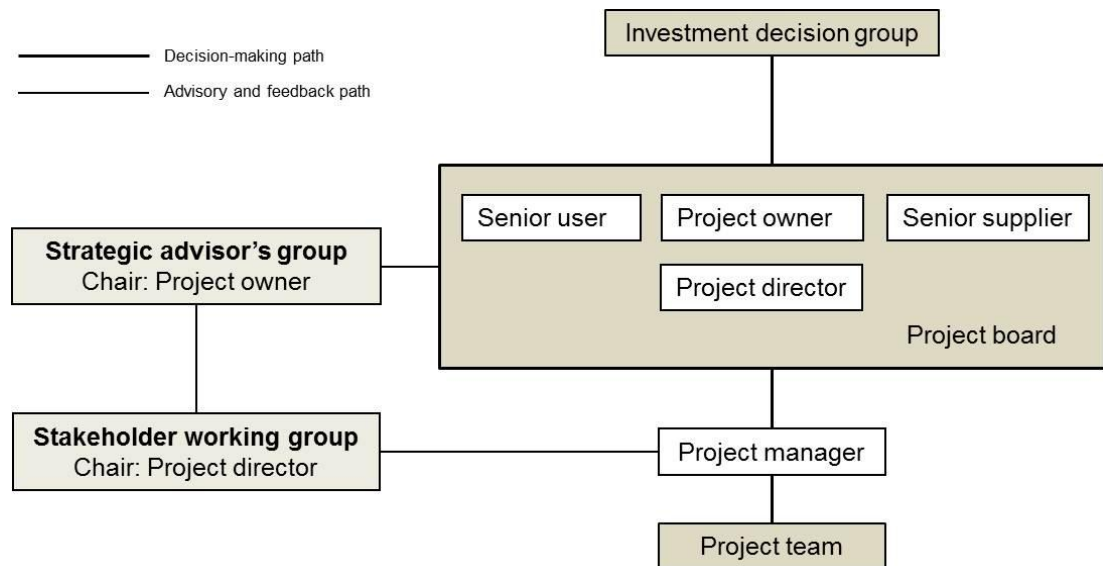 Investment decision group
Decision-making path
Advisory and feedback path
Senior user
Project owner
Senior supplier
Strategic advisor’s group
Chair: Project owner
Project director
Project board
Stakeholder working group
Chair: Project director
Project manager
Project team